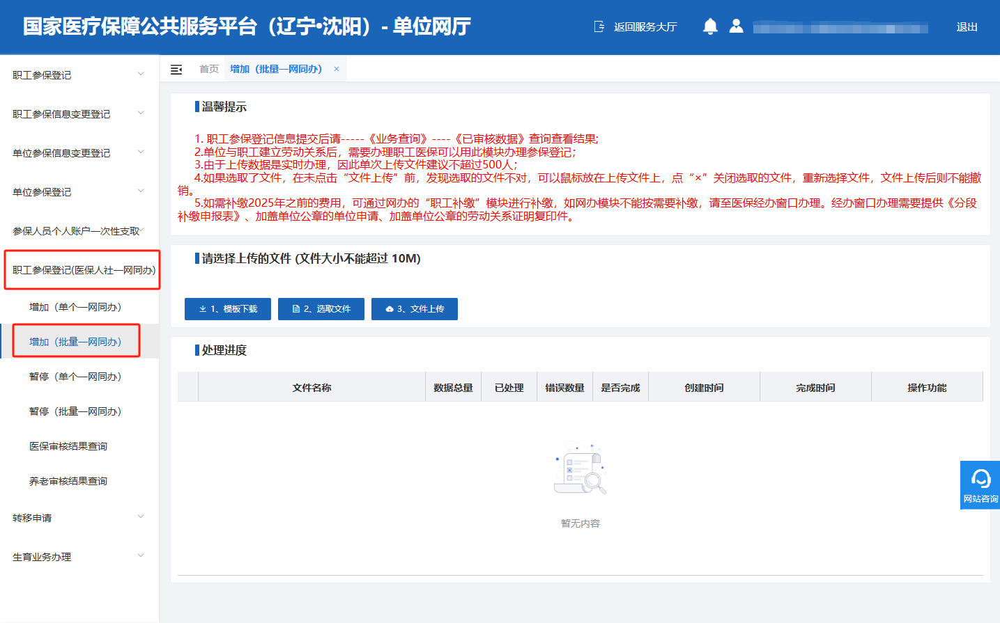 国家医疗保障公共服务平台（辽宁•沈阳）- 单位网厅
返回服务大厅
退出
职工参保登记
职工参保信息变更登记
单位参保信息变更登记
单位参保登记
参保人员个人账户一次性支取
职工参保登记(医保人社一网同办)
增加（单个一网同办）
增加（批量一网同办）
暂停（单个一网同办）
暂停（批量一网同办）
医保审核结果查询
养老审核结果查询
转移申请
生育业务办理
首页
增加（批量一网同办） ×
温馨提示
1. 职工参保登记信息提交后请-----《业务查询》----《已审核数据》查询查看结果;
2.单位与职工建立劳动关系后，需要办理职工医保可以用此模块办理参保登记；
3.由于上传数据是实时办理，因此单次上传文件建议不超过500人；
4.如果选取了文件，在未点击“文件上传”前，发现选取的文件不对，可以鼠标放在上传文件上，点“×”关闭选取的文件，重新选择文件，文件上传后则不能撤
销。
5.如需补缴2025年之前的费用，可通过网办的“职工补缴”模块进行补缴，如网办模块不能按需要补缴，请至医保经办窗口办理。经办窗口办理需要提供《分段
补缴申报表》、加盖单位公章的单位申请、加盖单位公章的劳动关系证明复印件。
请选择上传的文件 (文件大小不能超过 10M)
1、模板下载
2、选取文件
3、文件上传
处理进度
文件名称
数据总量
已处理
错误数量
是否完成
创建时间
完成时间
操作功能
暂无内容
网站咨询